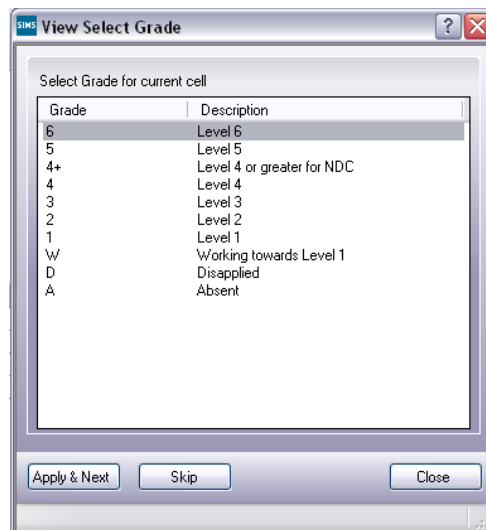 SIMS View Select Grade
Select Grade for current cell
Grade Description
6 Level 6
5 Level 5
4+ Level 4 or greater for NDC
4 Level 4
3 Level 3
2 Level 2
1 Level 1
W Working towards Level 1
D Disapplied
A Absent
Apply & Next Skip Close